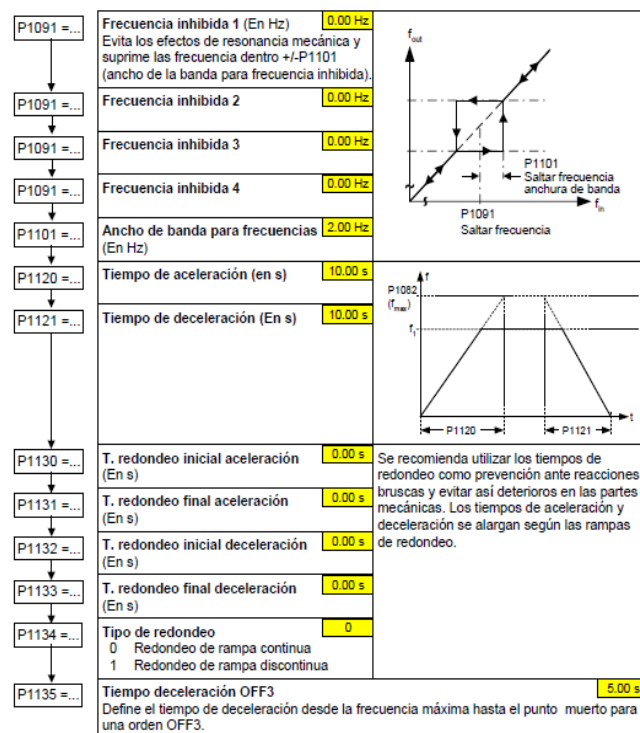 P1091 =...
Frecuencia inhibida 1 (En Hz)
0.00 Hz
Evita los efectos de resonancia mecánica y
suprime las frecuencia dentro +/-P1101
(ancho de la banda para frecuencia inhibida).
P1091 =...
Frecuencia inhibida 2
0.00 Hz
P1091 =...
Frecuencia inhibida 3
0.00 Hz
P1091 =...
Frecuencia inhibida 4
0.00 Hz
P1101 =...
Ancho de banda para frecuencias
2.00 Hz
(En Hz)
fout
P1101
Saltar frecuencia
anchura de banda
fin
P1091
Saltar frecuencia
P1120 =...
Tiempo de aceleración (en s)
10.00 s
P1121 =...
Tiempo de deceleración (En s)
10.00 s
f
P1082
(fmax)
f1
t
P1120
P1121
P1130 =...
T. redondeo inicial aceleración
0.00 s
(En s)
P1131 =...
T. redondeo final aceleración
0.00 s
(En s)
P1132 =...
T. redondeo inicial deceleración
0.00 s
(En s)
P1133 =...
T. redondeo final deceleración
0.00 s
(En s)
P1134 =...
Tipo de redondeo
0
0 Redondeo de rampa continua
1 Redondeo de rampa discontinua
Se recomienda utilizar los tiempos de
redondeo como prevención ante reacciones
bruscas y evitar así deterioros en las partes
mecánicas. Los tiempos de aceleración y
deceleración se alargan según las rampas
de redondeo.
P1135 =...
Tiempo deceleración OFF3
5.00 s
Define el tiempo de deceleración desde la frecuencia máxima hasta el punto muerto para
una orden OFF3.